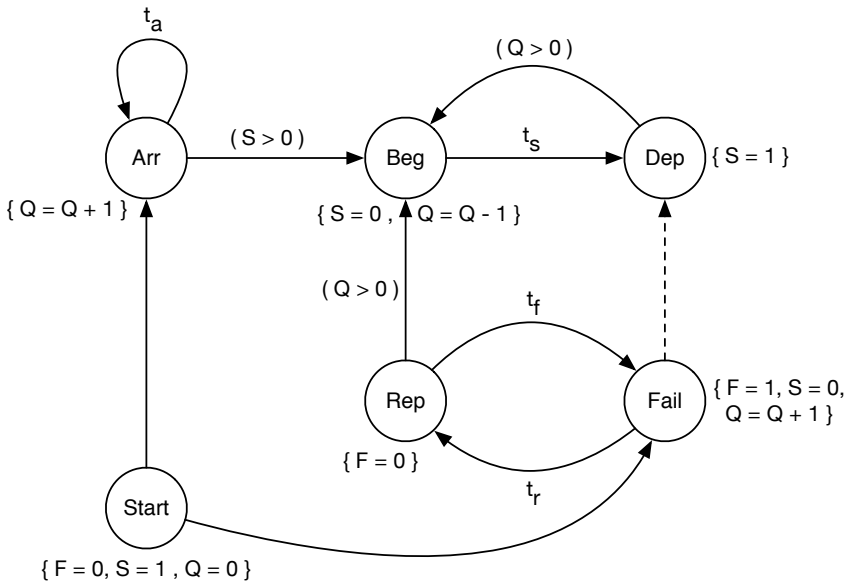 t_a
( Q > 0 )
Arr
( S > 0 )
Beg
t_s
Dep
{ S = 1 }
{ Q = Q + 1 }
{ S = 0 , Q = Q - 1 }
( Q > 0 )
t_f
Rep
Fail
{ F = 1, S = 0,
Q = Q + 1 }
{ F = 0 }
t_r
Start
{ F = 0, S = 1 , Q = 0 }